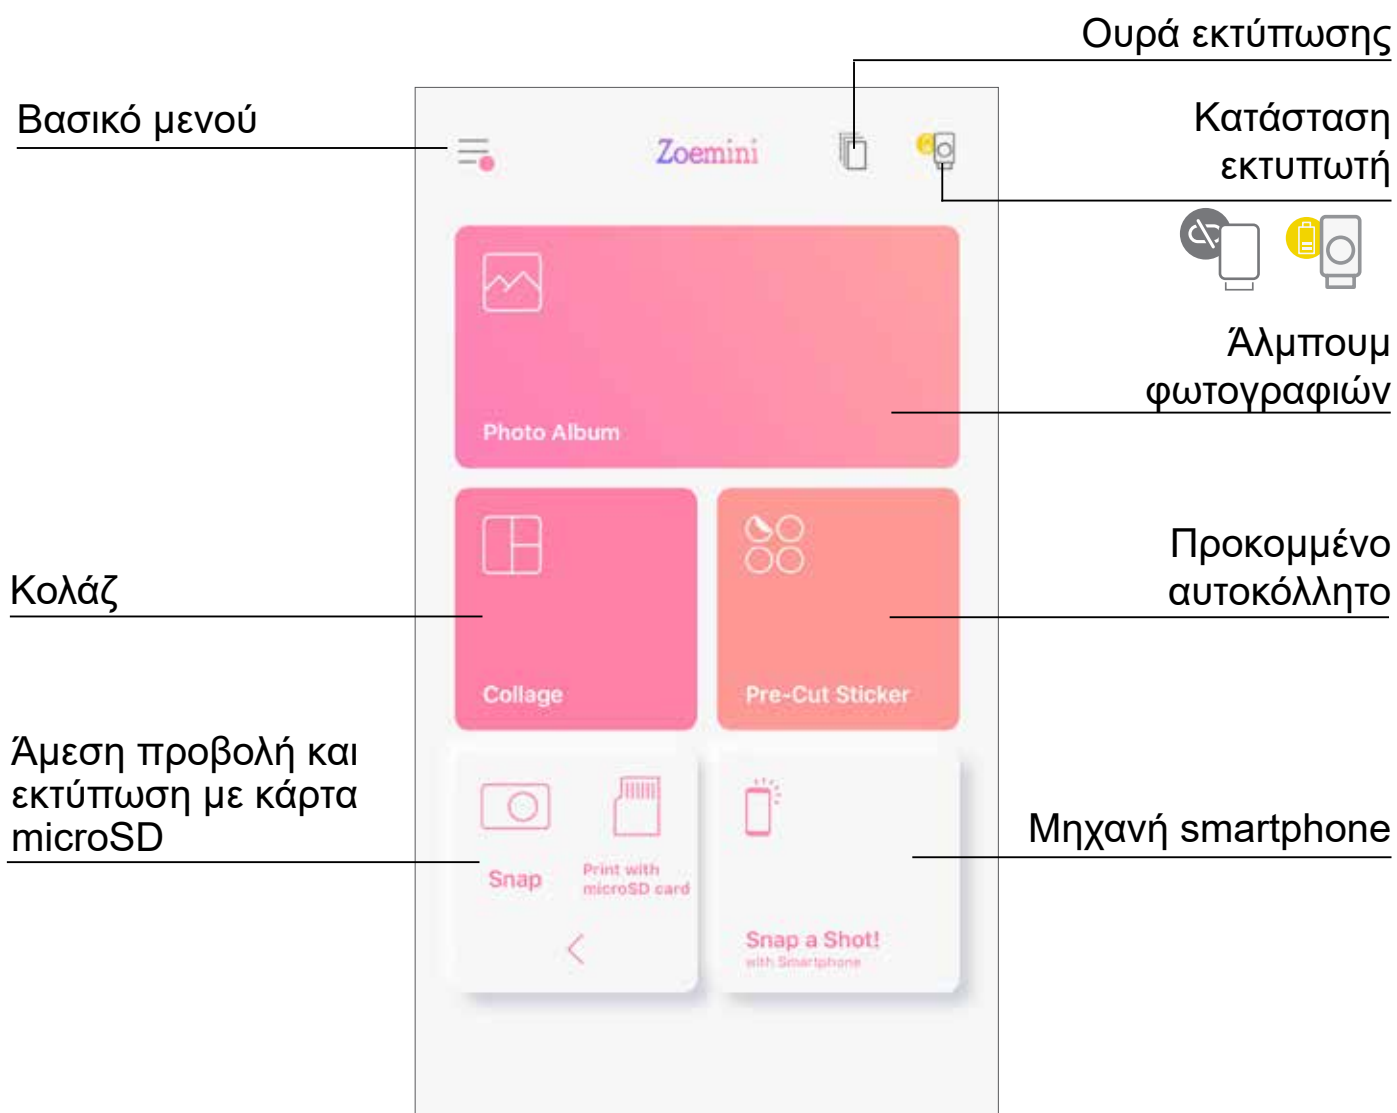 Ουρά εκτύπωσης
Βασικό μενού
Κατάσταση
εκτυπωτή
Zoemini
Άλμπουμ
φωτογραφιών
Photo Album
Προκομμένο
αυτοκόλλητο
Κολάζ
Collage
Pre-Cut Sticker
Άμεση προβολή και
εκτύπωση με κάρτα
microSD
Μηχανή smartphone
Snap
Print with
microSD card
Snap a Shot!
with Smartphone